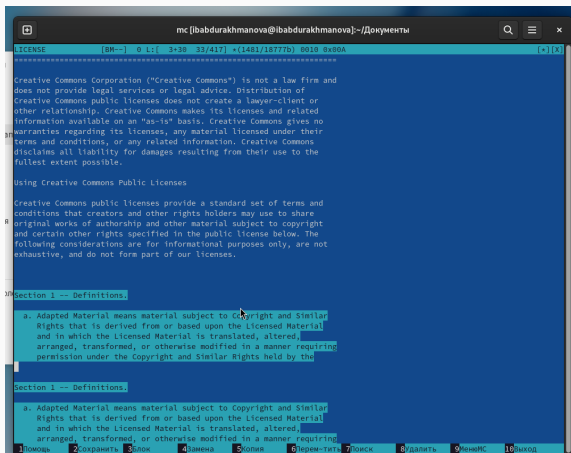 mc [ibabdurakhmanova@ibabdurakhmanova]:~/Документы
LICENSE [BM--] 0 L:[ 3+30 33/417] *(1481/18777b) 0010 0x00A [*][X]
=======================================================================
Creative Commons Corporation ("Creative Commons") is not a law firm and
does not provide legal services or legal advice. Distribution of
Creative Commons public licenses does not create a lawyer-client or
other relationship. Creative Commons makes its licenses and related
information available on an "as-is" basis. Creative Commons gives no
warranties regarding its licenses, any material licensed under their
terms and conditions, or any related information. Creative Commons
disclaims all liability for damages resulting from their use to the
fullest extent possible.
Using Creative Commons Public Licenses
Creative Commons public licenses provide a standard set of terms and
conditions that creators and other rights holders may use to share
original works of authorship and other material subject to copyright
and certain other rights specified in the public license below. The
following considerations are for informational purposes only, are not
exhaustive, and do not form part of our licenses.
Section 1 -- Definitions.
a. Adapted Material means material subject to Copyright and Similar
Rights that is derived from or based upon the Licensed Material
and in which the Licensed Material is translated, altered,
arranged, transformed, or otherwise modified in a manner requiring
permission under the Copyright and Similar Rights held by the
Section 1 -- Definitions.
a. Adapted Material means material subject to Copyright and Similar
Rights that is derived from or based upon the Licensed Material
and in which the Licensed Material is translated, altered,
arranged, transformed, or otherwise modified in a manner requiring
1Помощь 2Сохранить 3Блок 4Замена 5Копия 6Перем~тить 7Поиск 8Удалить 9МенюMC 10Выход